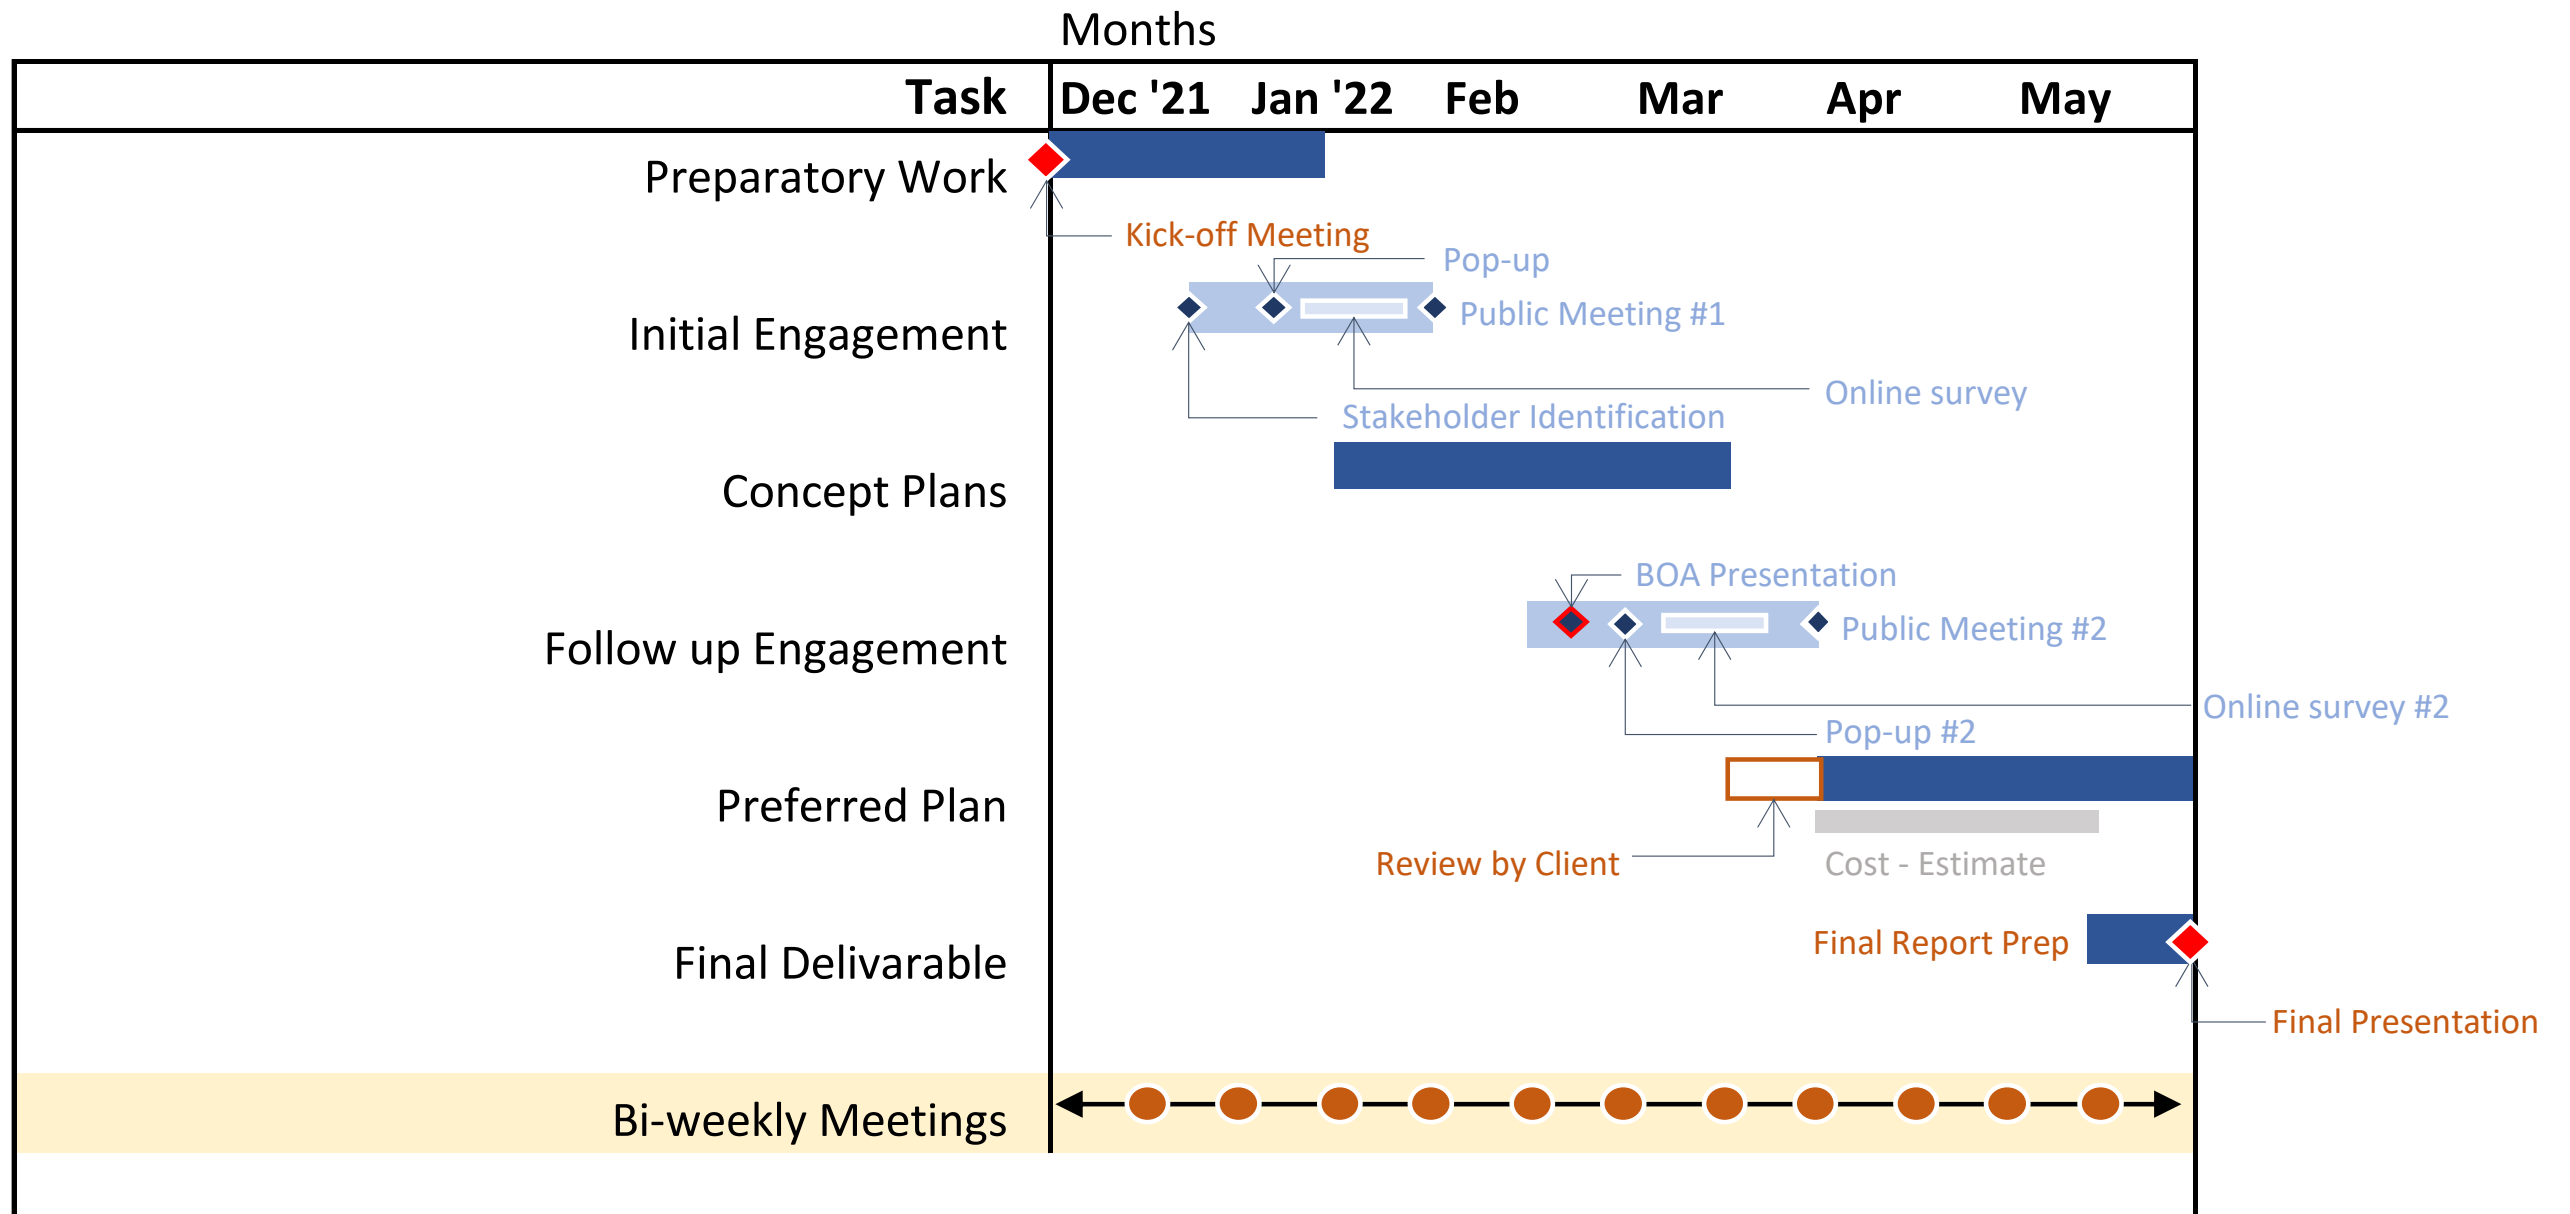 Months
Task Dec '21 Jan '22 Feb Mar Apr May
Preparatory Work
Kick-off Meeting
Pop-up
Public Meeting #1
Initial Engagement
Online survey
Stakeholder Identification
Concept Plans
BOA Presentation
Public Meeting #2
Follow up Engagement
Online survey #2
Pop-up #2
Preferred Plan
Review by Client
Cost - Estimate
Final Report Prep
Final Delivarable
Final Presentation
Bi-weekly Meetings